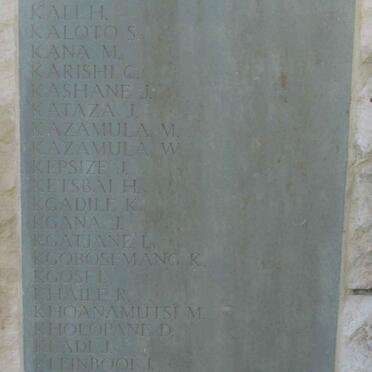 KALI H.
KALOTO S.
KANA M.
KARISHI C.
KASHANE J.
KATAZA J.
KAZAMULA M.
KAZAMULA W.
KEPSIZE J.
KETSBAI H.
KGADILE K.
KGANA J.
KGATJANE L.
KGOBOSEMANG K.
KGOSI I.
KHAILE R.
KHOANAMUTSI M.
KHOLOPANE D.
KLADI J.
KLEINBOOI J.